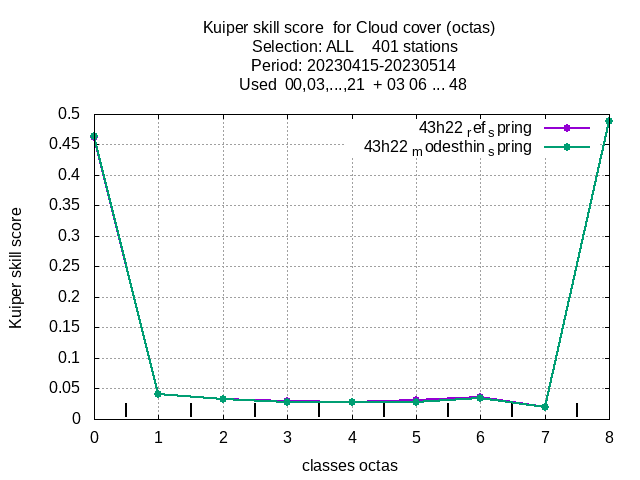 Kuiper skill score  for Cloud cover (octas)
Selection: ALL    401 stations
Period: 20230415-20230514
Used  00,03,...,21  + 03 06 ... 48
43h22 ref spring
43h22 modesthin spring
0.5
0.45
0.4
0.35
0.3
0.25
0.2
0.15
0.1
0.05
0
Kuiper skill score
0 1 2 3 4 5 6 7 8
classes octas